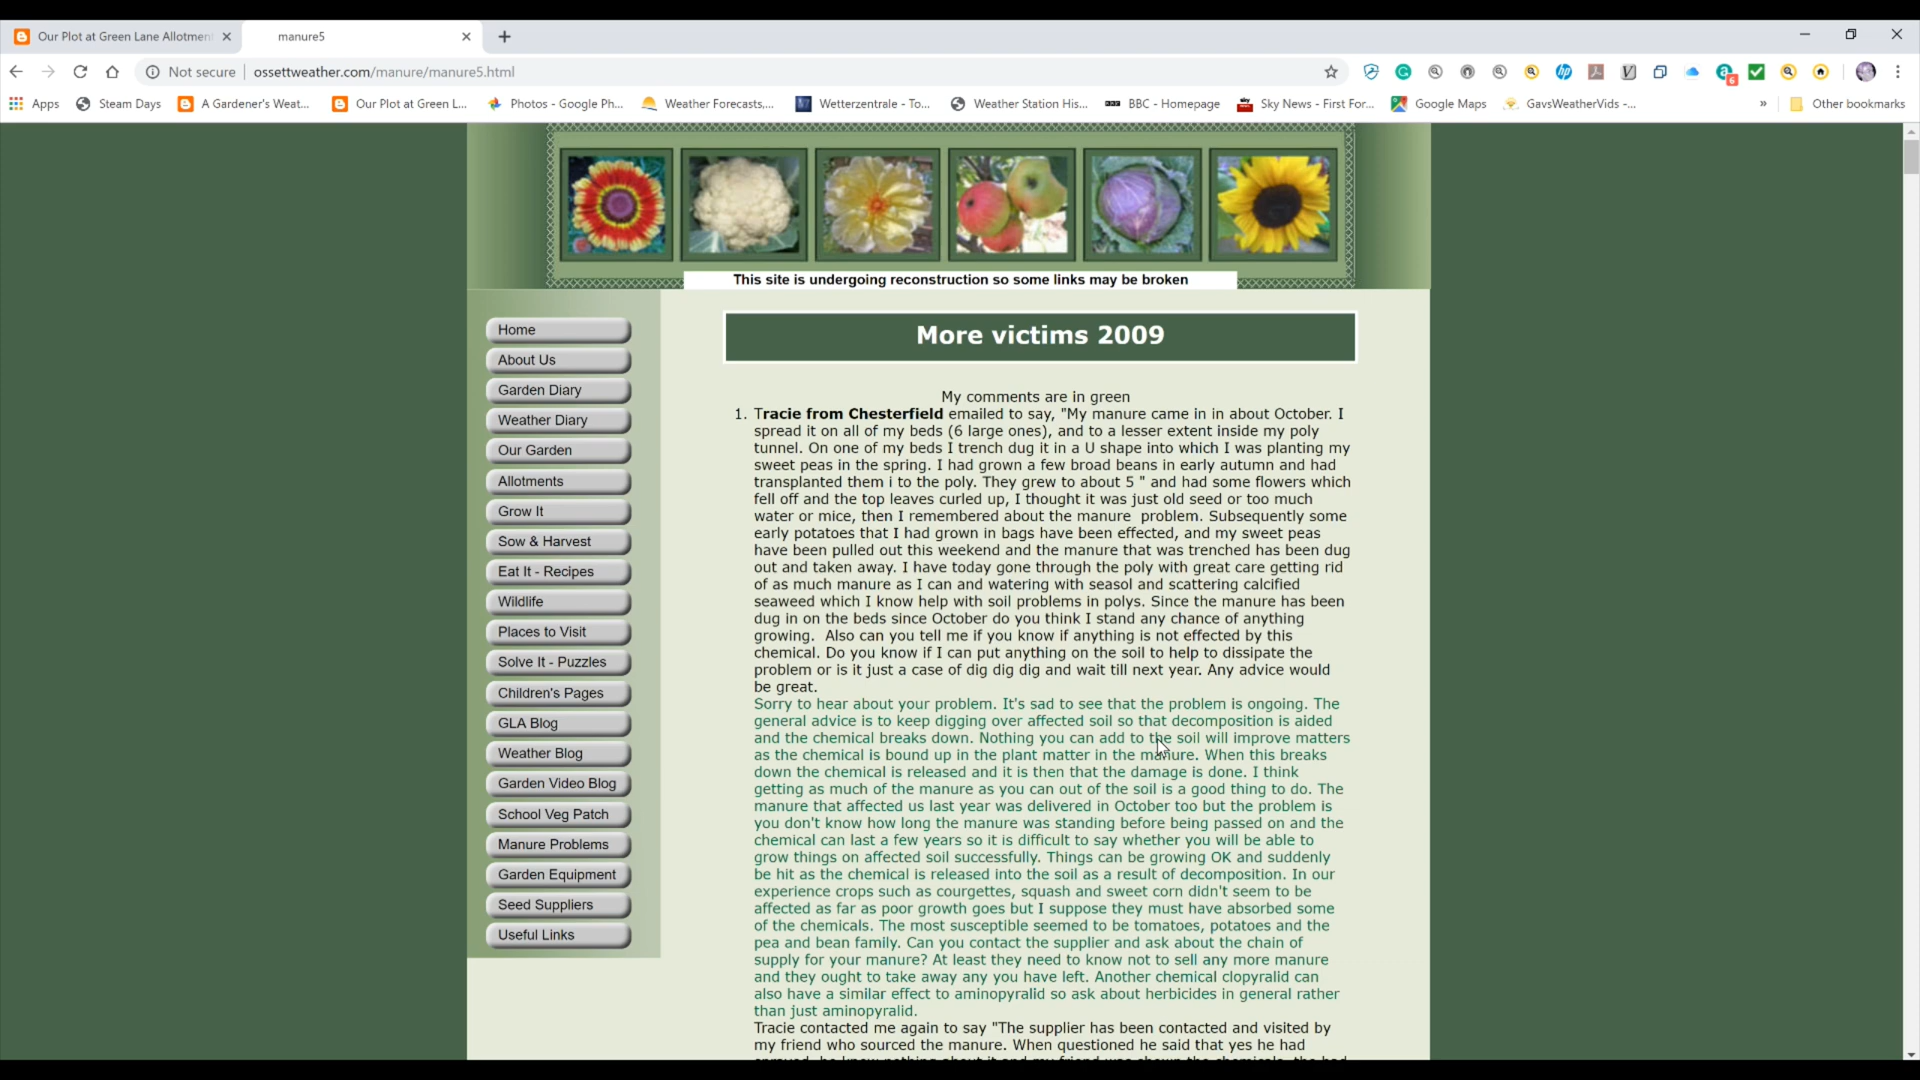 Our Plot at Green Lane Allotmen
manure5
Not secure
ossettweather.com/manure/manure5.html
6
Apps
Steam Days
A Gardener's Weat...
Our Plot at Green L...
Photos - Google Ph...
Weather Forecasts,...
Wetterzentrale - To...
Weather Station His...
BBC - Homepage
Sky News - First For...
Google Maps
GavsWeatherVids -...
»
Other bookmarks
This site is undergoing reconstruction so some links may be broken
Home
About Us
Garden Diary
Weather Diary
Our Garden
Allotments
Grow It
Sow & Harvest
Eat It - Recipes
Wildlife
Places to Visit
Solve It - Puzzles
Children's Pages
GLA Blog
Weather Blog
Garden Video Blog
School Veg Patch
Manure Problems
Garden Equipment
Seed Suppliers
Useful Links
More victims 2009
My comments are in green
1. Tracie from Chesterfield emailed to say, "My manure came in in about October. I
spread it on all of my beds (6 large ones), and to a lesser extent inside my poly
tunnel. On one of my beds I trench dug it in a U shape into which I was planting my
sweet peas in the spring. I had grown a few broad beans in early autumn and had
transplanted them i to the poly. They grew to about 5 " and had some flowers which
fell off and the top leaves curled up, I thought it was just old seed or too much
water or mice, then I remembered about the manure problem. Subsequently some
early potatoes that I had grown in bags have been effected, and my sweet peas
have been pulled out this weekend and the manure that was trenched has been dug
out and taken away. I have today gone through the poly with great care getting rid
of as much manure as I can and watering with seasol and scattering calcified
seaweed which I know help with soil problems in polys. Since the manure has been
dug in on the beds since October do you think I stand any chance of anything
growing. Also can you tell me if you know if anything is not effected by this
chemical. Do you know if I can put anything on the soil to help to dissipate the
problem or is it just a case of dig dig dig and wait till next year. Any advice would
be great.
Sorry to hear about your problem. It's sad to see that the problem is ongoing. The
general advice is to keep digging over affected soil so that decomposition is aided
and the chemical breaks down. Nothing you can add to the soil will improve matters
as the chemical is bound up in the plant matter in the manure. When this breaks
down the chemical is released and it is then that the damage is done. I think
getting as much of the manure as you can out of the soil is a good thing to do. The
manure that affected us last year was delivered in October too but the problem is
you don't know how long the manure was standing before being passed on and the
chemical can last a few years so it is difficult to say whether you will be able to
grow things on affected soil successfully. Things can be growing OK and suddenly
be hit as the chemical is released into the soil as a result of decomposition. In our
experience crops such as courgettes, squash and sweet corn didn't seem to be
affected as far as poor growth goes but I suppose they must have absorbed some
of the chemicals. The most susceptible seemed to be tomatoes, potatoes and the
pea and bean family. Can you contact the supplier and ask about the chain of
supply for your manure? At least they need to know not to sell any more manure
and they ought to take away any you have left. Another chemical clopyralid can
also have a similar effect to aminopyralid so ask about herbicides in general rather
than just aminopyralid.
Tracie contacted me again to say "The supplier has been contacted and visited by
my friend who sourced the manure. When questioned he said that yes he had